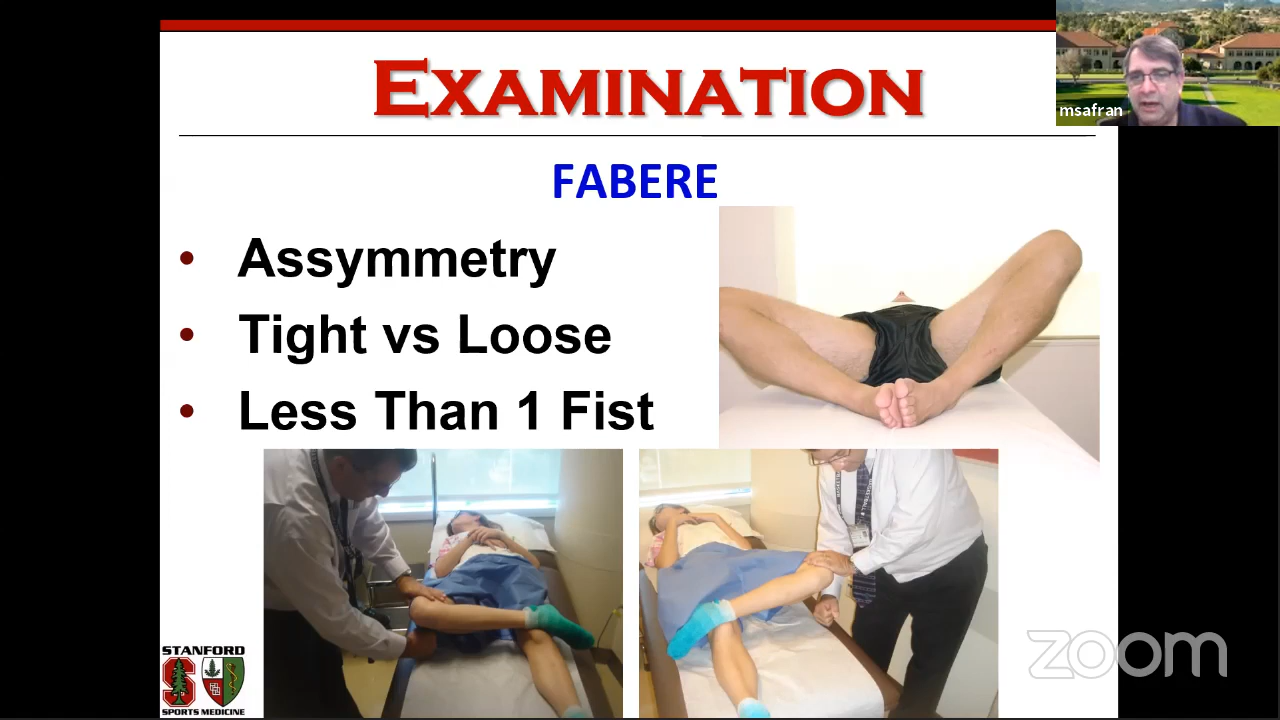 EXAMINATION
msafran
FABERE
• Assymmetry
• Tight vs Loose
• Less Than 1 Fist
STANFORD
S
SPORTS MEDICINE
zoom